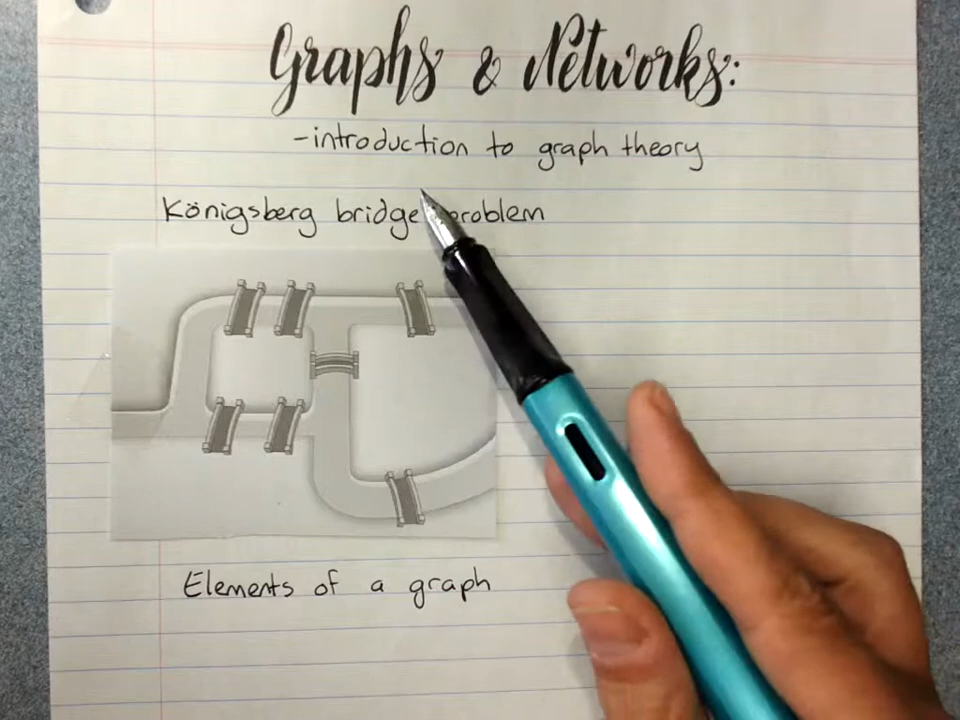 Graphs & Networks:
-introduction to graph theory
Königsberg bridge problem
Elements of a graph